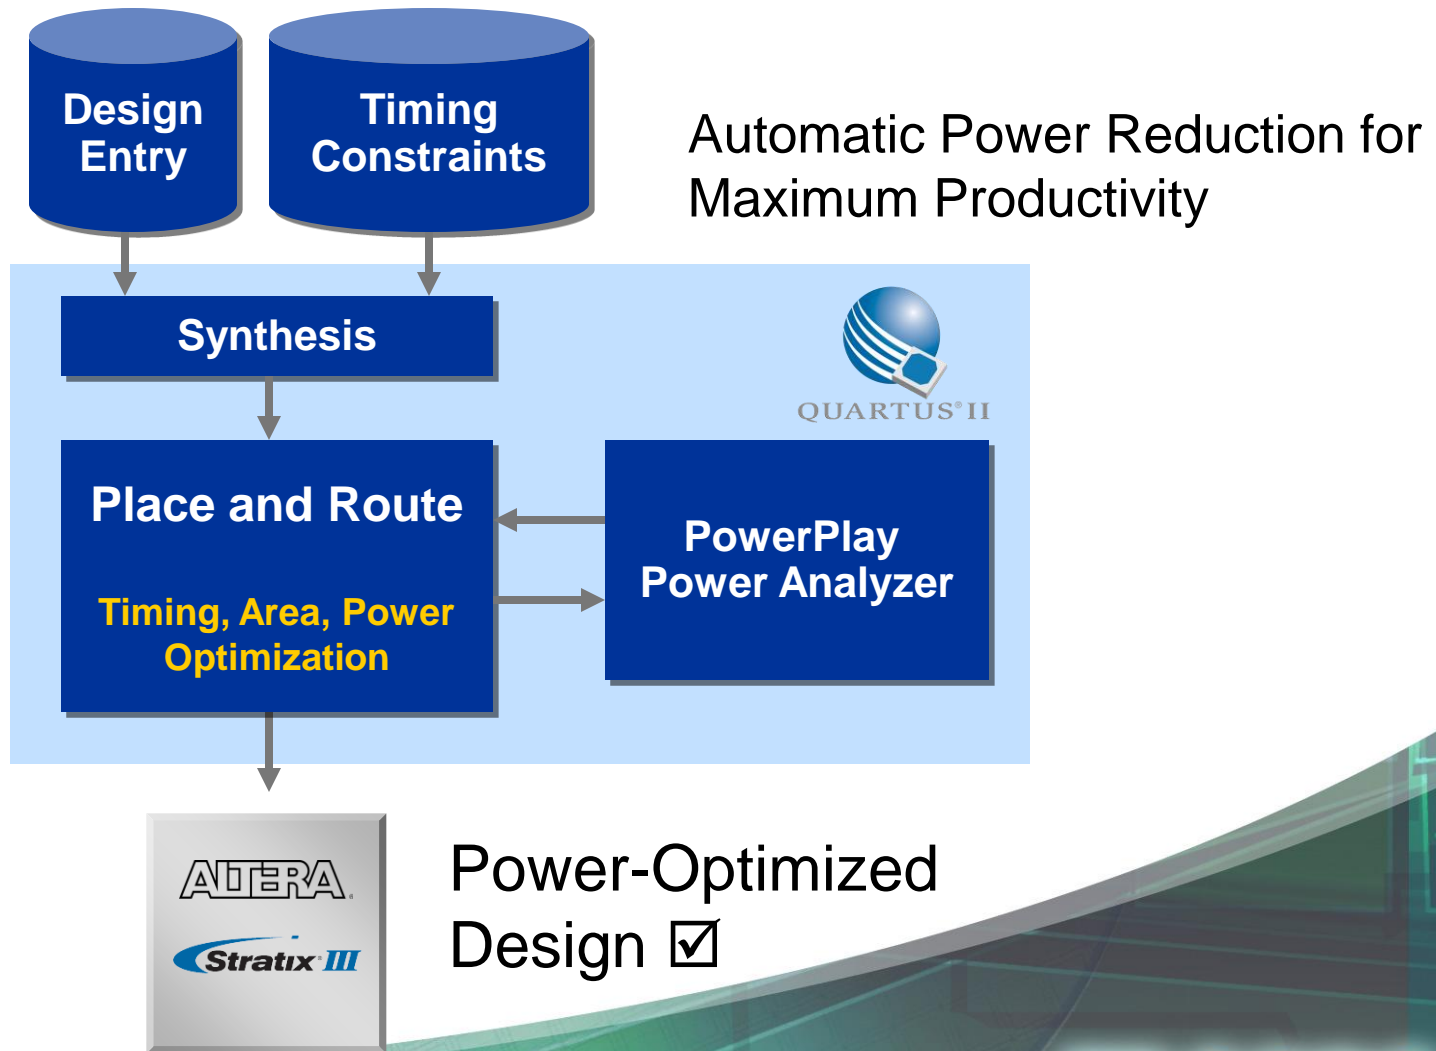 Design
Entry
Timing
Constraints
Automatic Power Reduction for
Maximum Productivity
Synthesis
QUARTUS® II
Place and Route
Timing, Area, Power
Optimization
PowerPlay
Power Analyzer
ALTERA®
Stratix® III
Power-Optimized
Design ☑